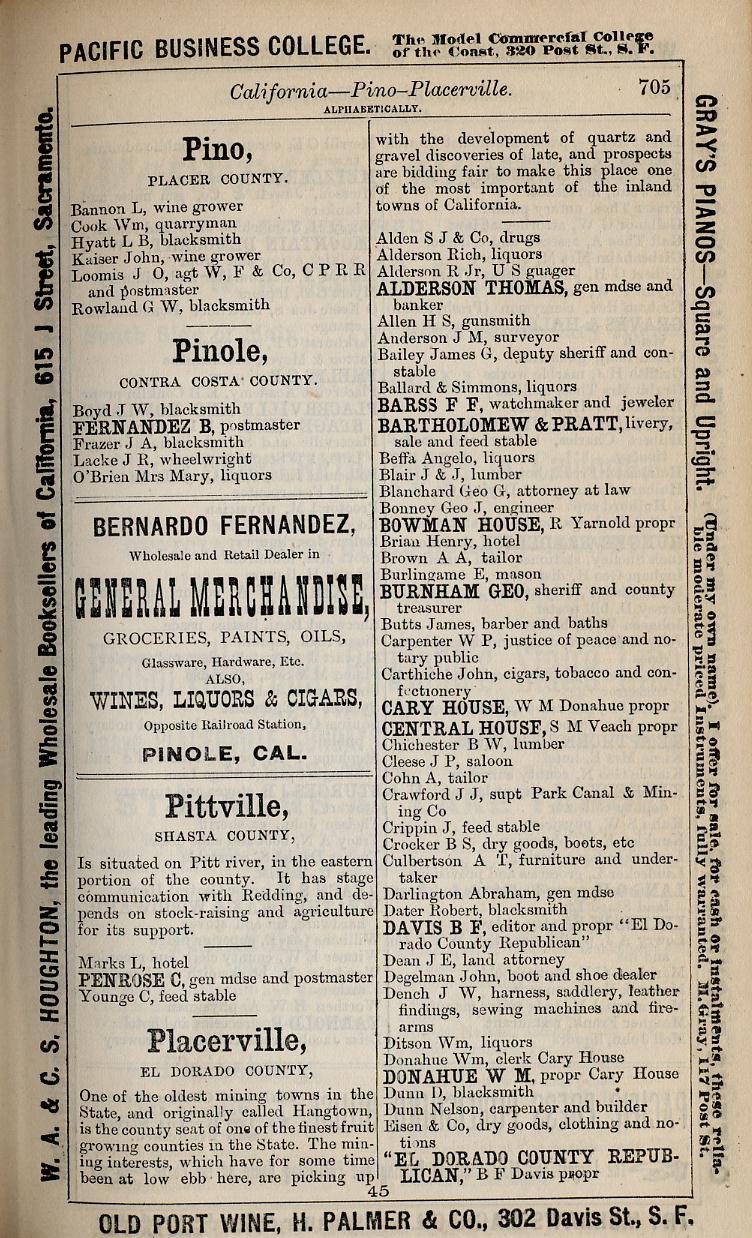 PACIFIC BUSINESS COLLEGE. The Model Commercial College
of the Coast, 320 Post St., S. F.
California—Pino–Placerville. 705
ALPHABETICALLY.
Pino,
PLACER COUNTY.
Bannon L, wine grower
Cook Wm, quarryman
Hyatt L B, blacksmith
Kaiser John, wine grower
Loomis J O, agt W, F & Co, C P R R
and postmaster
Rowland G W, blacksmith
Pinole,
CONTRA COSTA COUNTY.
Boyd J W, blacksmith
FERNANDEZ B, postmaster
Frazer J A, blacksmith
Lacke J R, wheelwright
O'Brien Mrs Mary, liquors
BERNARDO FERNANDEZ,
Wholesale and Retail Dealer in
GENERAL MERCHANDISE,
GROCERIES, PAINTS, OILS,
Glassware, Hardware, Etc.
ALSO,
WINES, LIQUORS & CIGARS,
Opposite Railroad Station,
PINOLE, CAL.
Pittville,
SHASTA COUNTY,
Is situated on Pitt river, in the eastern
portion of the county. It has stage
communication with Redding, and de-
pends on stock-raising and agriculture
for its support.
Marks L, hotel
PENROSE C, gen mdse and postmaster
Younge C, feed stable
Placerville,
EL DORADO COUNTY,
One of the oldest mining towns in the
State, and originally called Hangtown,
is the county seat of one of the finest fruit
growing counties in the State. The min-
ing interests, which have for some time
been at low ebb here, are picking up
with the development of quartz and
gravel discoveries of late, and prospects
are bidding fair to make this place one
of the most important of the inland
towns of California.
Alden S J & Co, drugs
Alderson Rich, liquors
Alderson R Jr, U S guager
ALDERSON THOMAS, gen mdse and
banker
Allen H S, gunsmith
Anderson J M, surveyor
Bailey James G, deputy sheriff and con-
stable
Ballard & Simmons, liquors
BARSS F F, watchmaker and jeweler
BARTHOLOMEW & PRATT, livery,
sale and feed stable
Beffa Angelo, liquors
Blair J & J, lumber
Blanchard Geo G, attorney at law
Bonney Geo J, engineer
BOWMAN HOUSE, R Yarnold propr
Brian Henry, hotel
Brown A A, tailor
Burlingame E, mason
BURNHAM GEO, sheriff and county
treasurer
Butts James, barber and baths
Carpenter W P, justice of peace and no-
tary public
Carthiche John, cigars, tobacco and con-
fectionery
CARY HOUSE, W M Donahue propr
CENTRAL HOUSE, S M Veach propr
Chichester B W, lumber
Cleese J P, saloon
Cohn A, tailor
Crawford J J, supt Park Canal & Min-
ing Co
Crippin J, feed stable
Crocker B S, dry goods, boots, etc
Culbertson A T, furniture and under-
taker
Darlington Abraham, gen mdse
Dater Robert, blacksmith
DAVIS B F, editor and propr "El Do-
rado County Republican"
Dean J E, land attorney
Degelman John, boot and shoe dealer
Dench J W, harness, saddlery, leather
findings, sewing machines and fire-
arms
Ditson Wm, liquors
Donahue Wm, clerk Cary House
DONAHUE W M, propr Cary House
Dunn D, blacksmith
Dunn Nelson, carpenter and builder
Eisen & Co, dry goods, clothing and no-
tions
"EL DORADO COUNTY REPUB-
LICAN," B F Davis propr
45
OLD PORT WINE, H. PALMER & CO., 302 Davis St., S. F.
W. A. & C. S. HOUGHTON, the leading Wholesale Booksellers of California, 615 J Street, Sacramento.
GRAY'S PIANOS—Square and Upright. (Under my own name). I offer for sale, for cash or instalments, these relia-
ble moderate priced Instruments, fully warranted. M. Gray, 117 Post St.